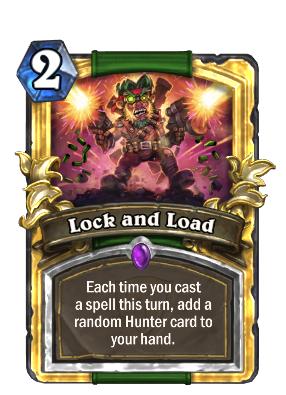 2
Lock and Load
Each time you cast
a spell this turn, add a
random Hunter card to
your hand.